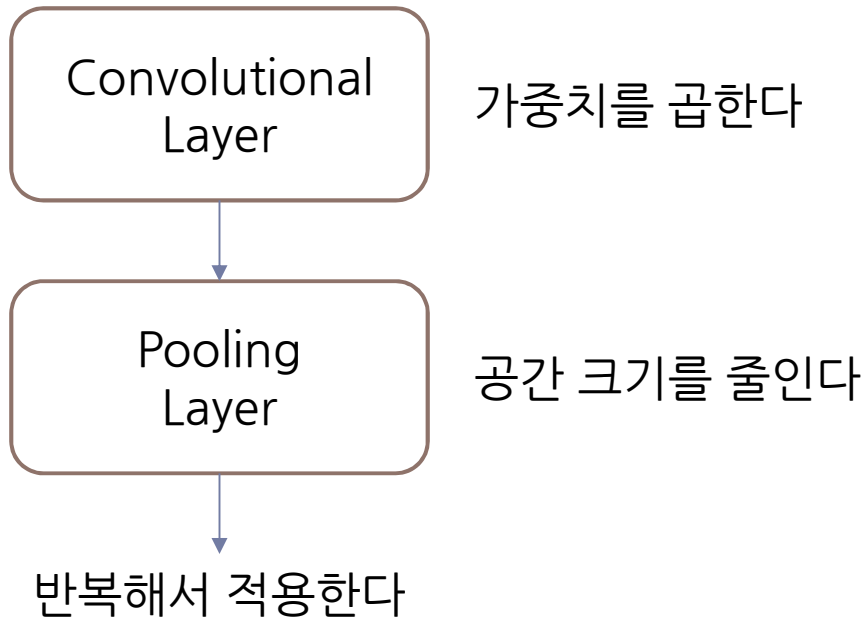 Convolutional
Layer
가중치를 곱한다
Pooling
Layer
공간 크기를 줄인다
반복해서 적용한다